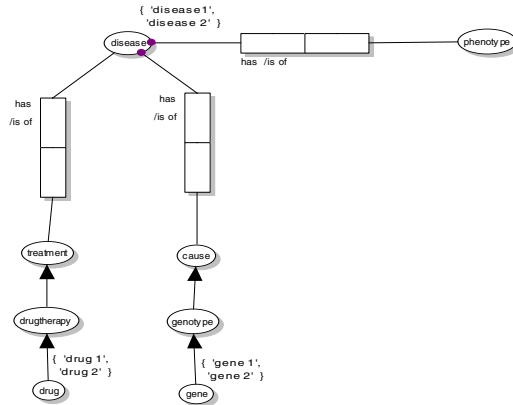 { 'disease1',
'disease 2' }
disease
has /is of
phenotype
has
/is of
has
/is of
treatment
cause
drugtherapy
genotype
{ 'drug 1',
'drug 2' }
{ 'gene 1',
'gene 2' }
drug
gene